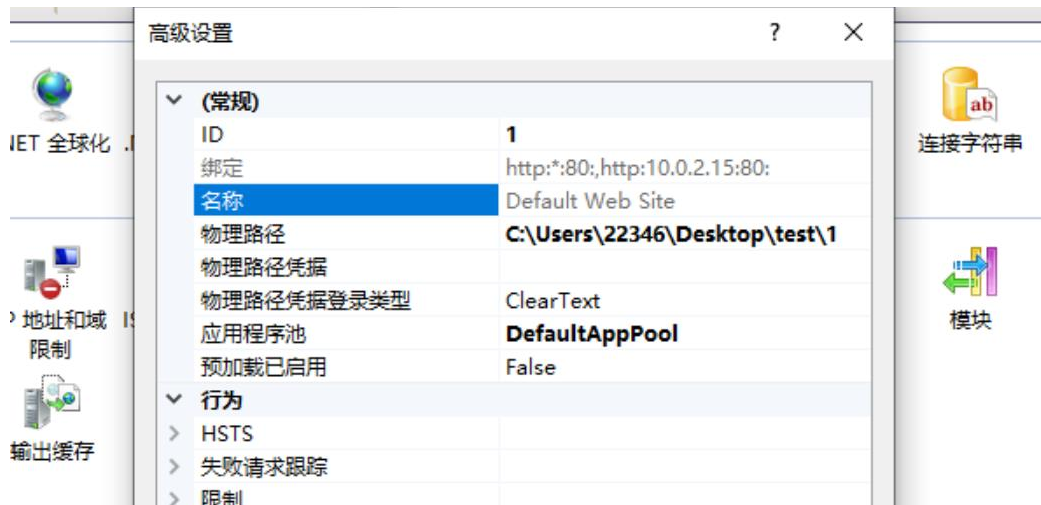 高级设置
?
(常规)
ID 1
绑定 http:*:80:,http:10.0.2.15:80:
名称 Default Web Site
物理路径 C:\Users\22346\Desktop\test\1
物理路径凭据
物理路径凭据登录类型 ClearText
应用程序池 DefaultAppPool
预加载已启用 False
行为
HSTS
失败请求跟踪
限制
全球化
地址和域
限制
输出缓存
ab
连接字符串
模块